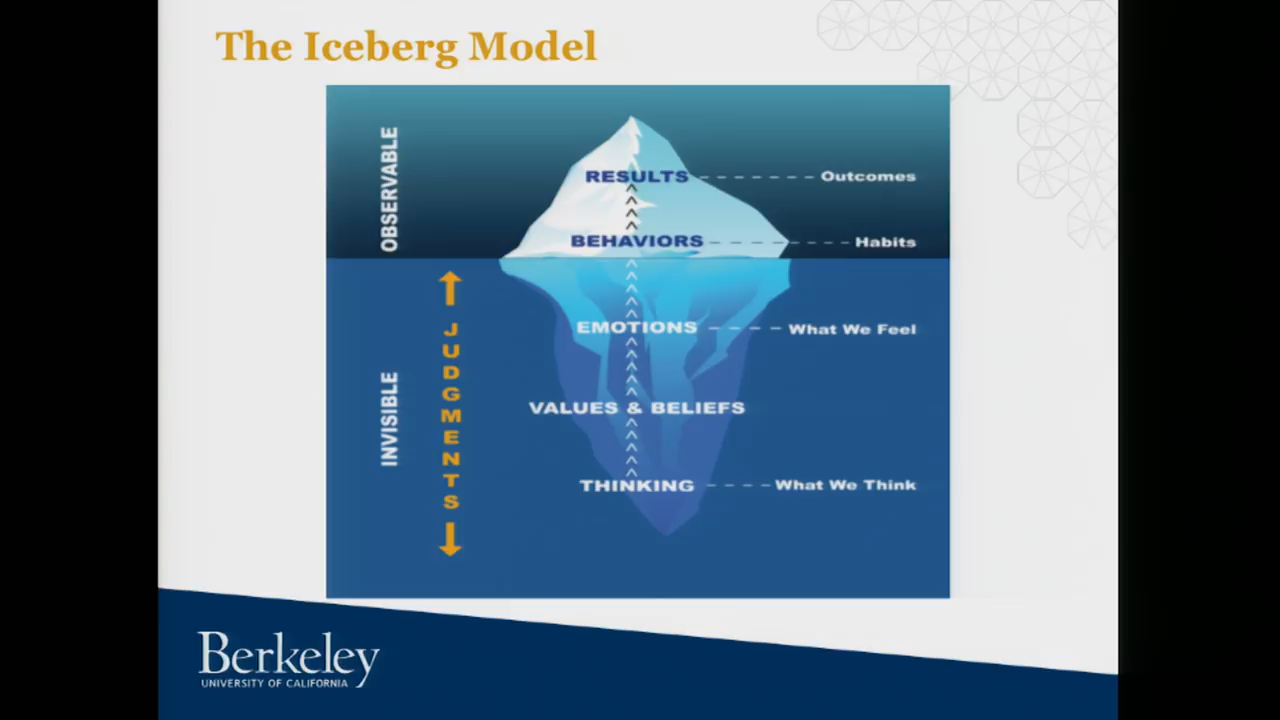 The Iceberg Model
OBSERVABLE
RESULTS
Outcomes
BEHAVIORS
Habits
INVISIBLE
JUDGMENTS
EMOTIONS
What We Feel
VALUES & BELIEFS
THINKING
What We Think
Berkeley
UNIVERSITY OF CALIFORNIA